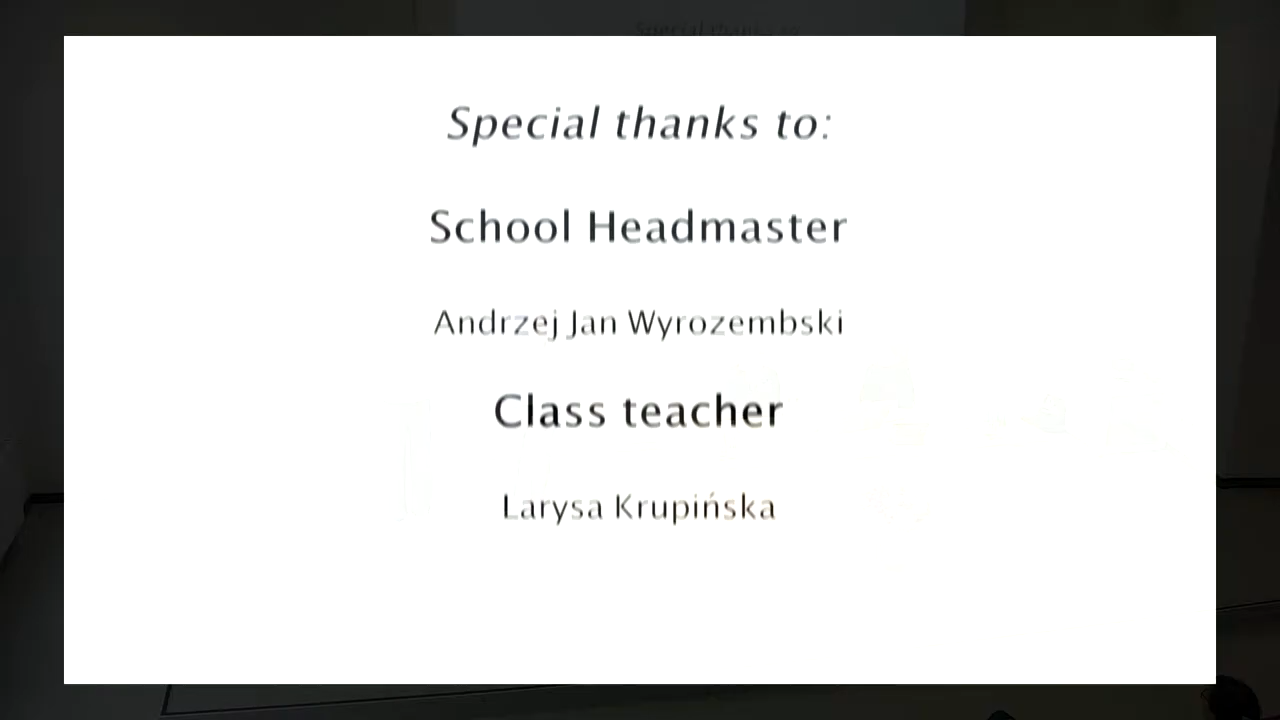 Special thanks to:
School Headmaster
Andrzej Jan Wyrozembski
Class teacher
Larysa Krupińska